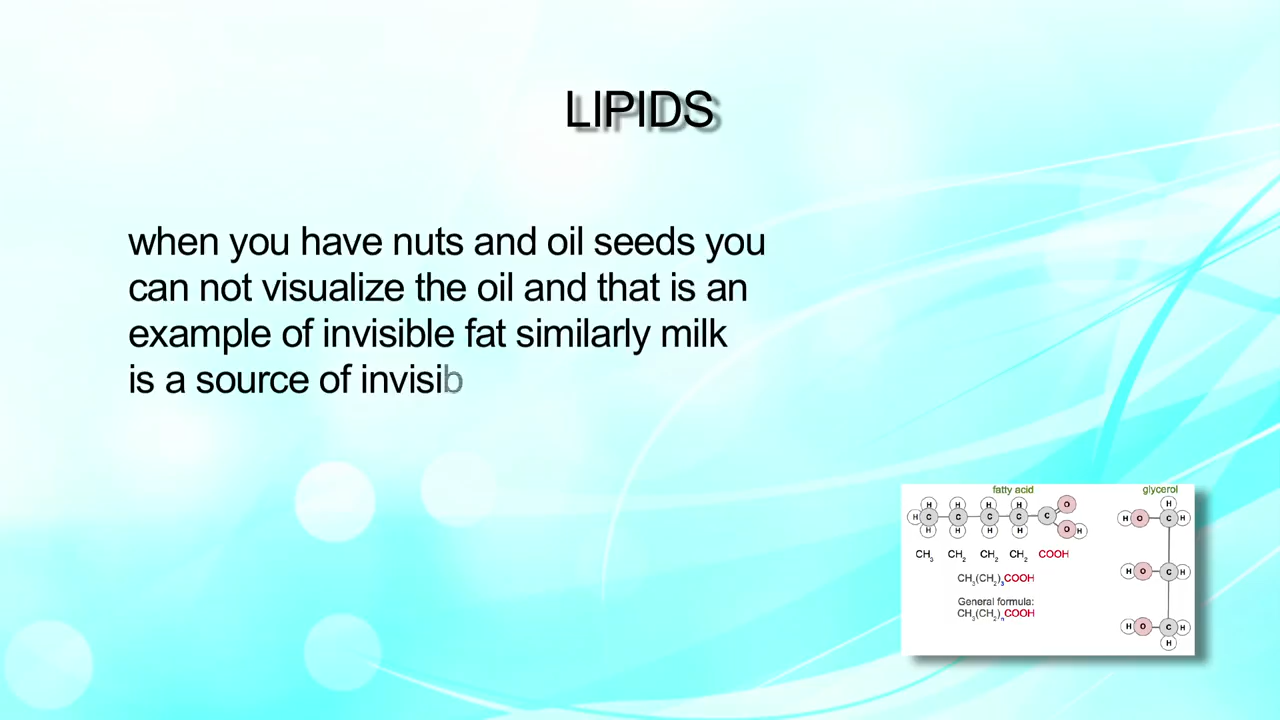 LIPIDS
when you have nuts and oil seeds you
can not visualize the oil and that is an
example of invisible fat similarly milk
is a source of invisib
fatty acid
glycerol
H H H H O H
H C C C C C H O C H
H H H H O H
CH₃ CH₂ CH₂ CH₂ COOH
H O C H
CH₃(CH₂)₃COOH
General formula:
CH₃(CH₂)ₙCOOH
H O C H
H